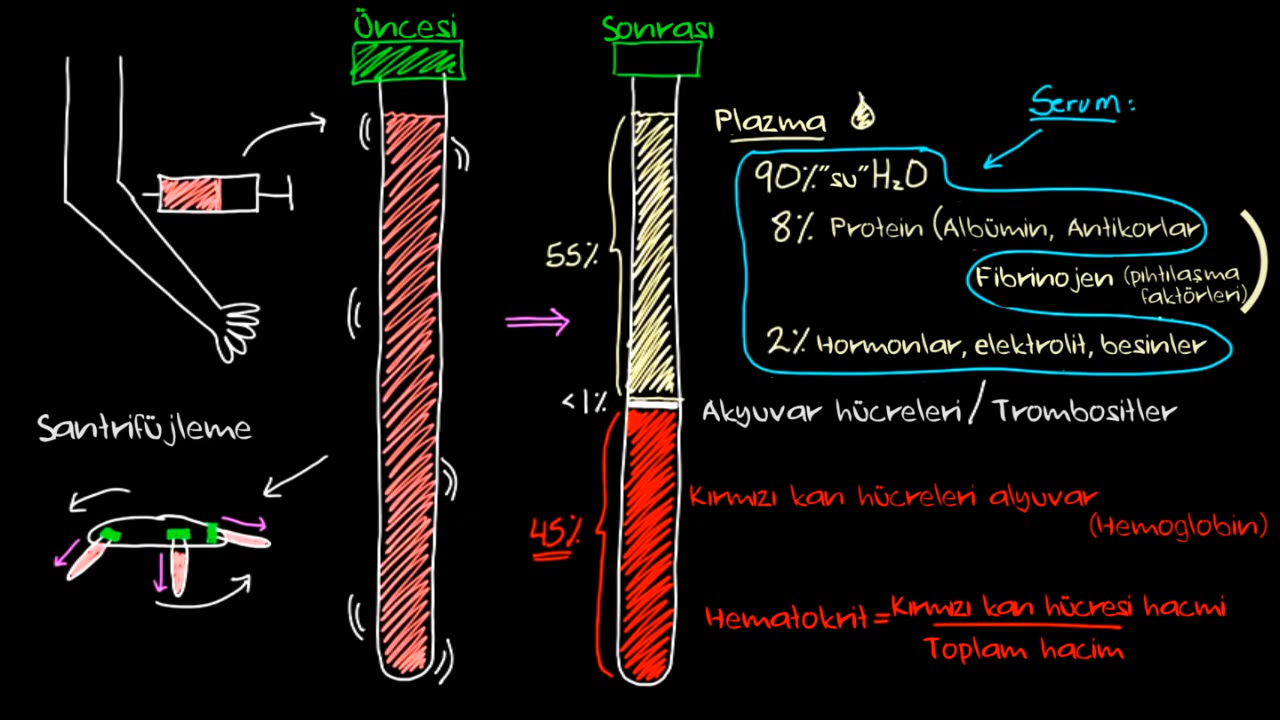 Öncesi
Sonrası
Serum:
Plazma
90% "su" H₂O
8% Protein (Albümin, Antikorlar
55%
Fibrinojen (pıhtılaşma
faktörleri)
)
2% Hormonlar, elektrolit, besinler
<1%
Akyuvar hücreleri / Trombositler
Santrifüjleme
Kırmızı kan hücreleri alyuvar
(Hemoglobin)
45%
Hematokrit = Kırmızı kan hücresi hacmi
Toplam hacim